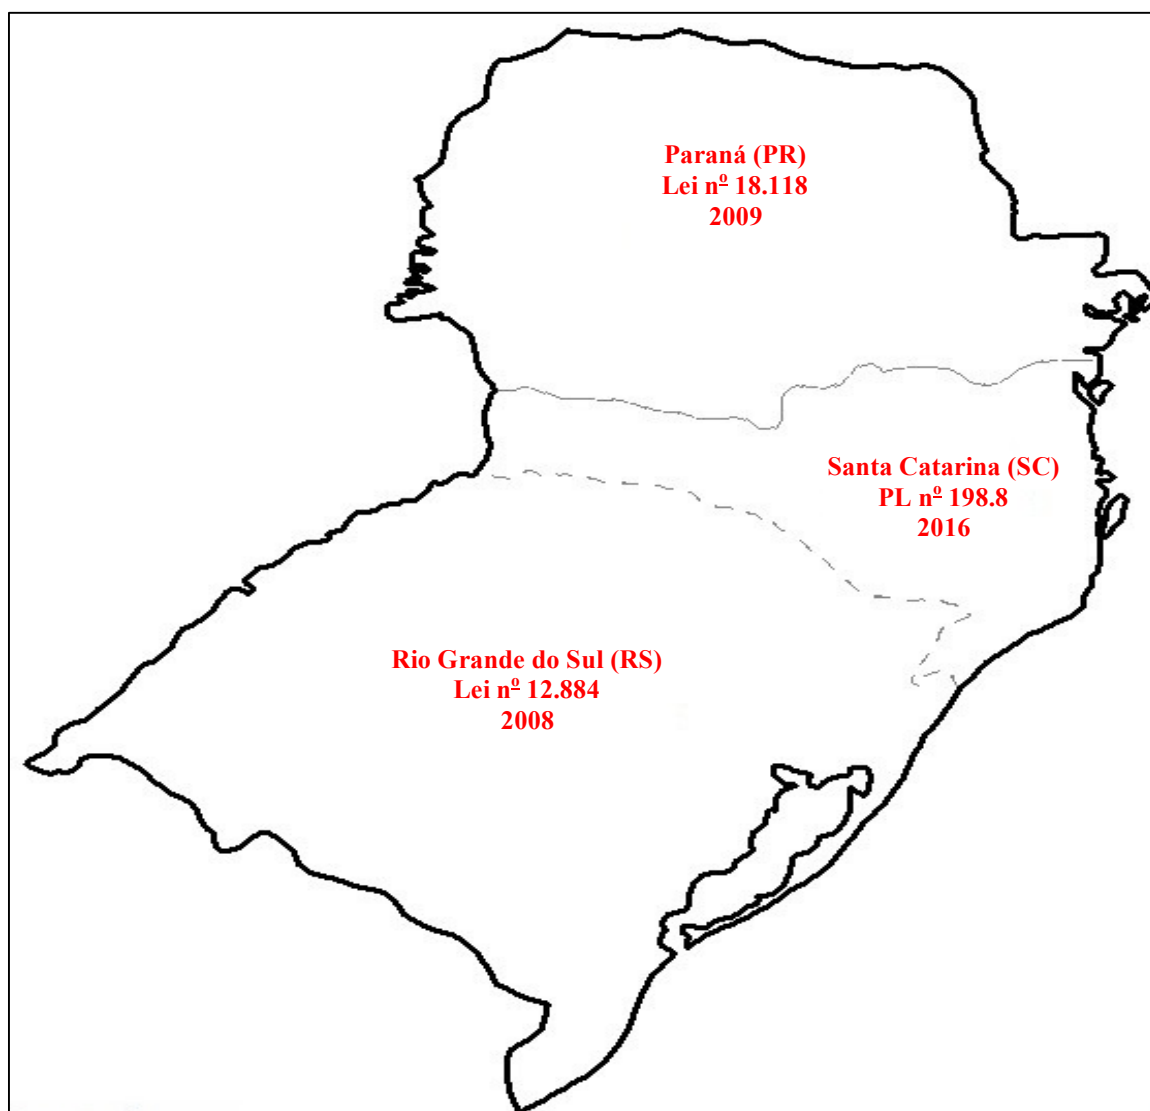 Paraná (PR)
Lei nº 18.118
2009
Santa Catarina (SC)
PL nº 198.8
2016
Rio Grande do Sul (RS)
Lei nº 12.884
2008